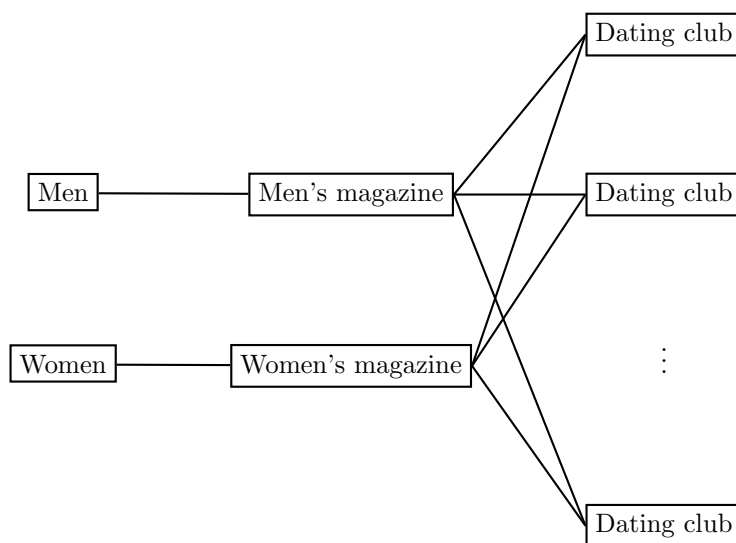 Dating club
Men
Men's magazine
Dating club
Women
Women's magazine
Dating club